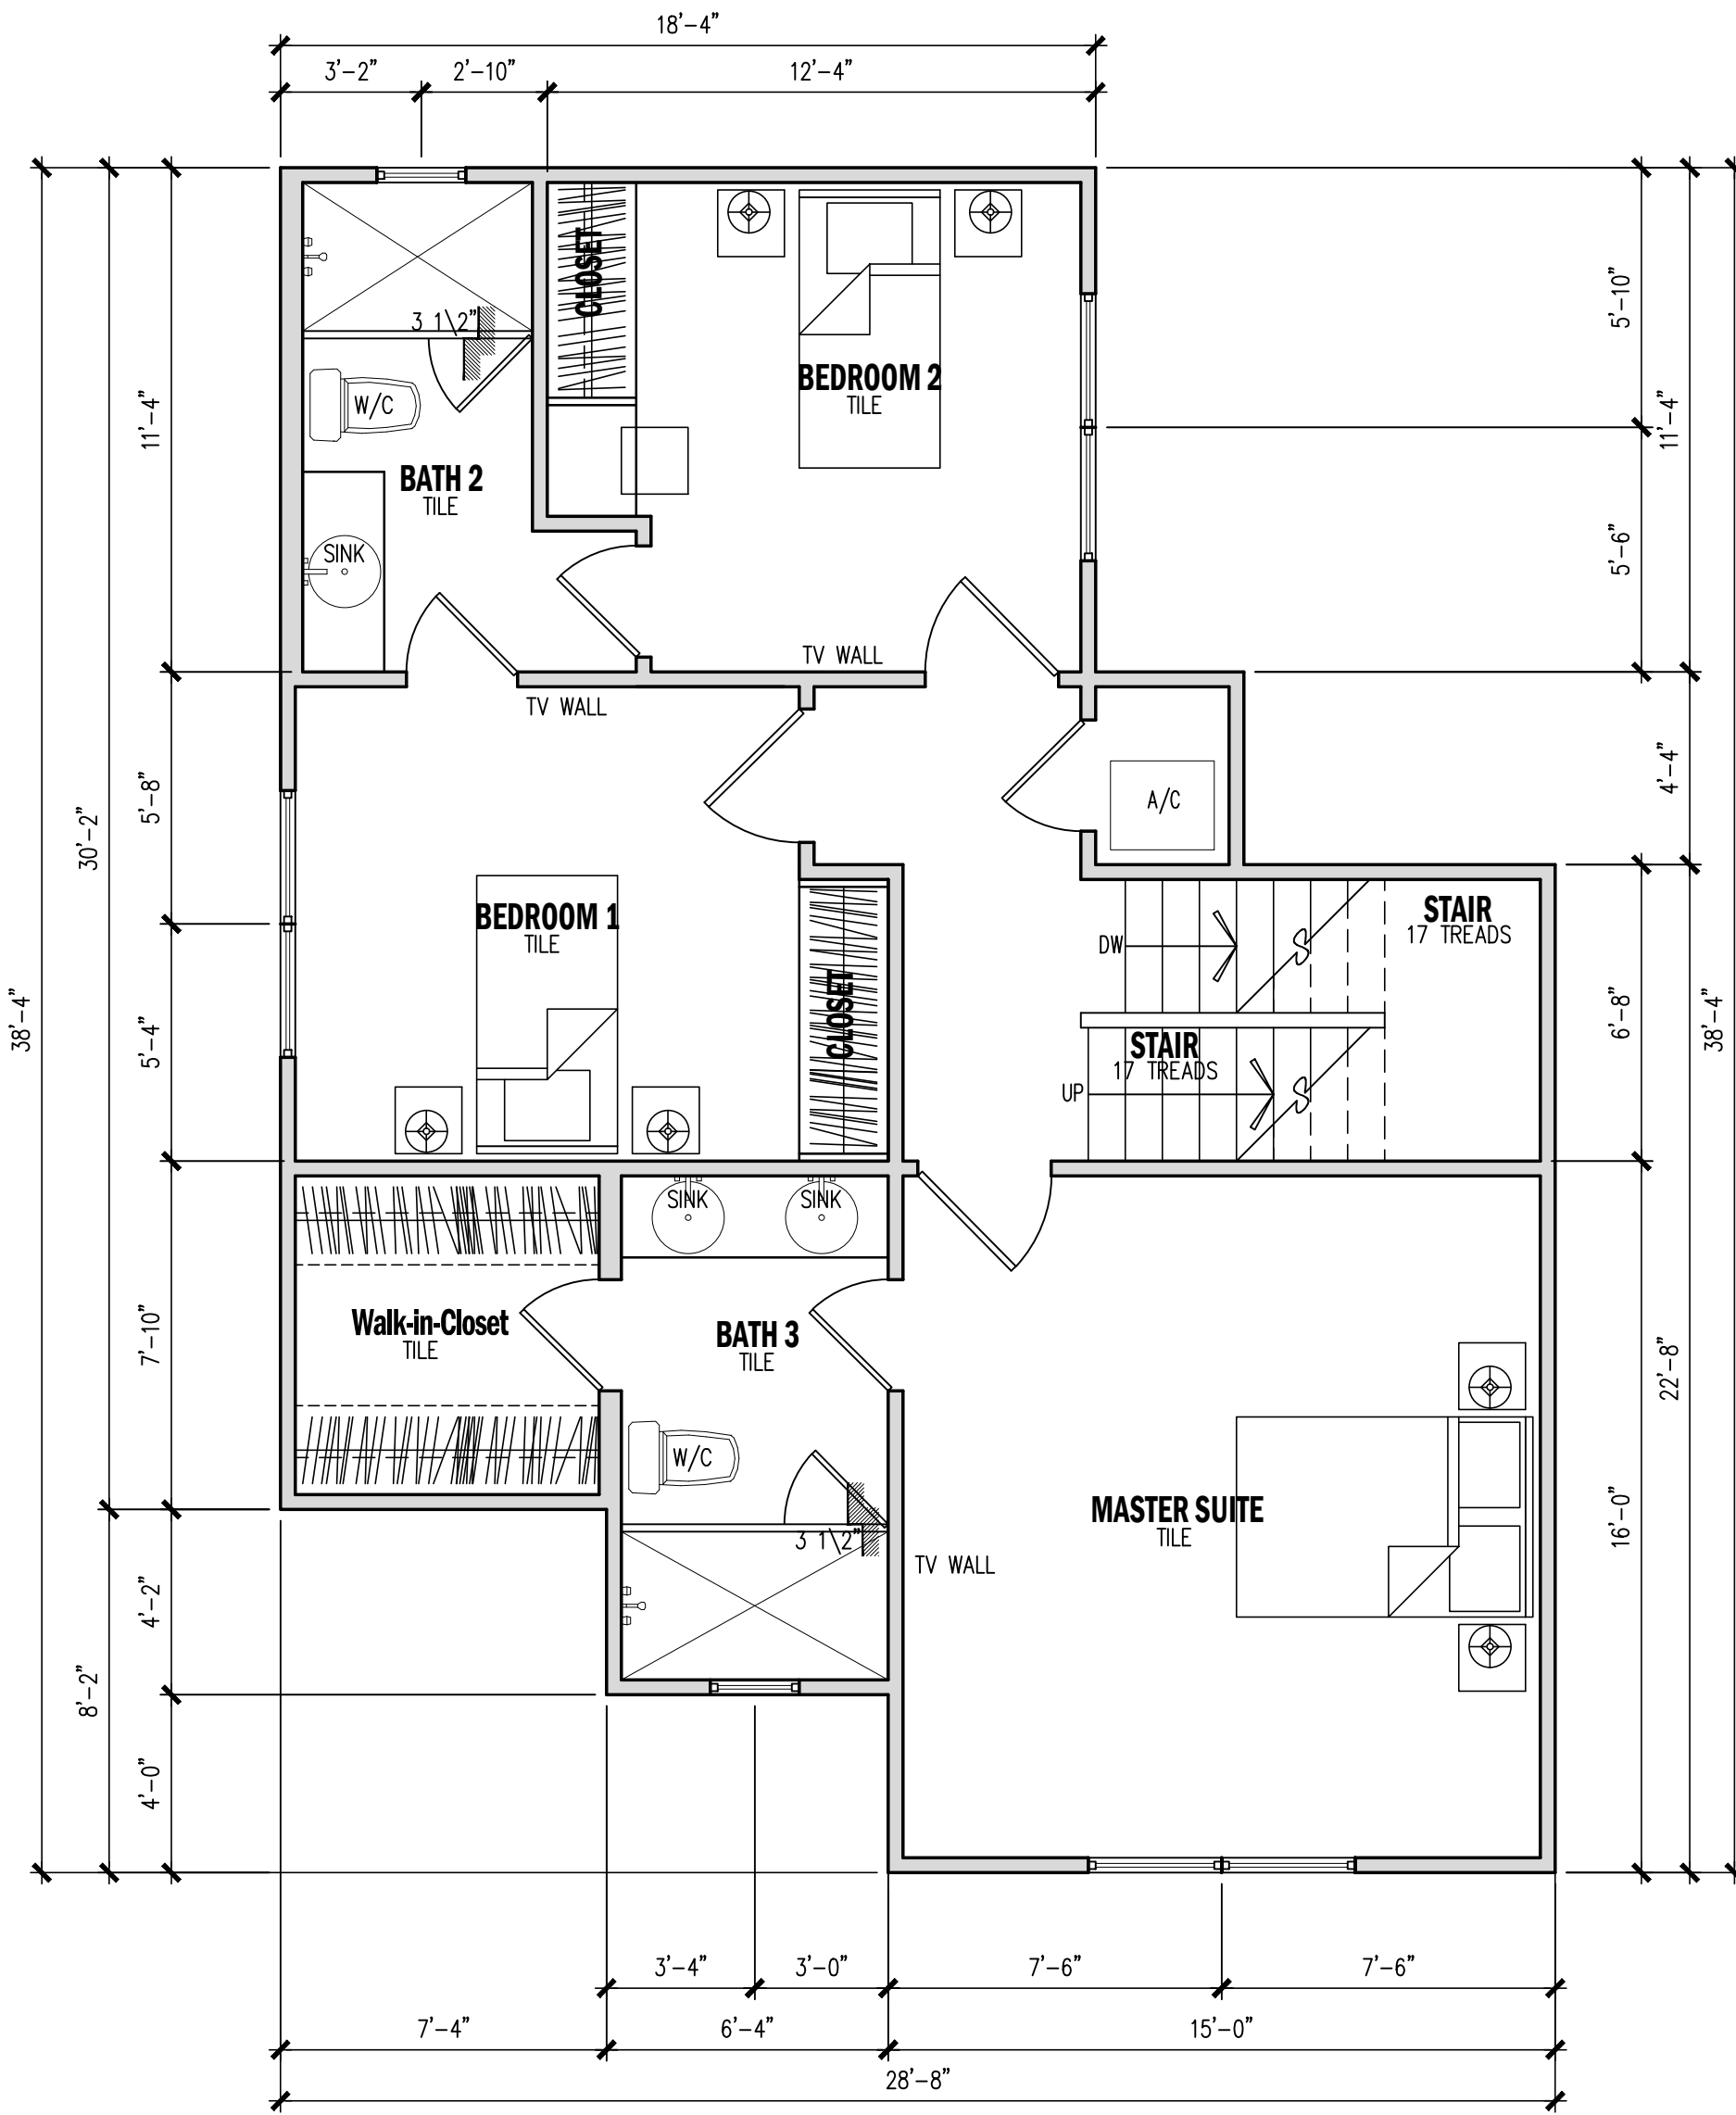 18'-4"
3'-2" 2'-10" 12'-4"
CLOSET
5'-10"
3 1\2"
BEDROOM 2
TILE
W/C
11'-4"
11'-4"
BATH 2
TILE
SINK
5'-6"
TV WALL
TV WALL
4'-4"
5'-8"
30'-2"
A/C
BEDROOM 1
TILE
STAIR
17 TREADS
DW
CLOSET
38'-4"
5'-4"
6'-8"
38'-4"
STAIR
17 TREADS
UP
SINK SINK
Walk-in-Closet
TILE
BATH 3
TILE
7'-10"
22'-8"
W/C
MASTER SUITE
TILE
16'-0"
3 1\2"
TV WALL
4'-2"
8'-2"
4'-0"
3'-4" 3'-0" 7'-6" 7'-6"
7'-4" 6'-4" 15'-0"
28'-8"